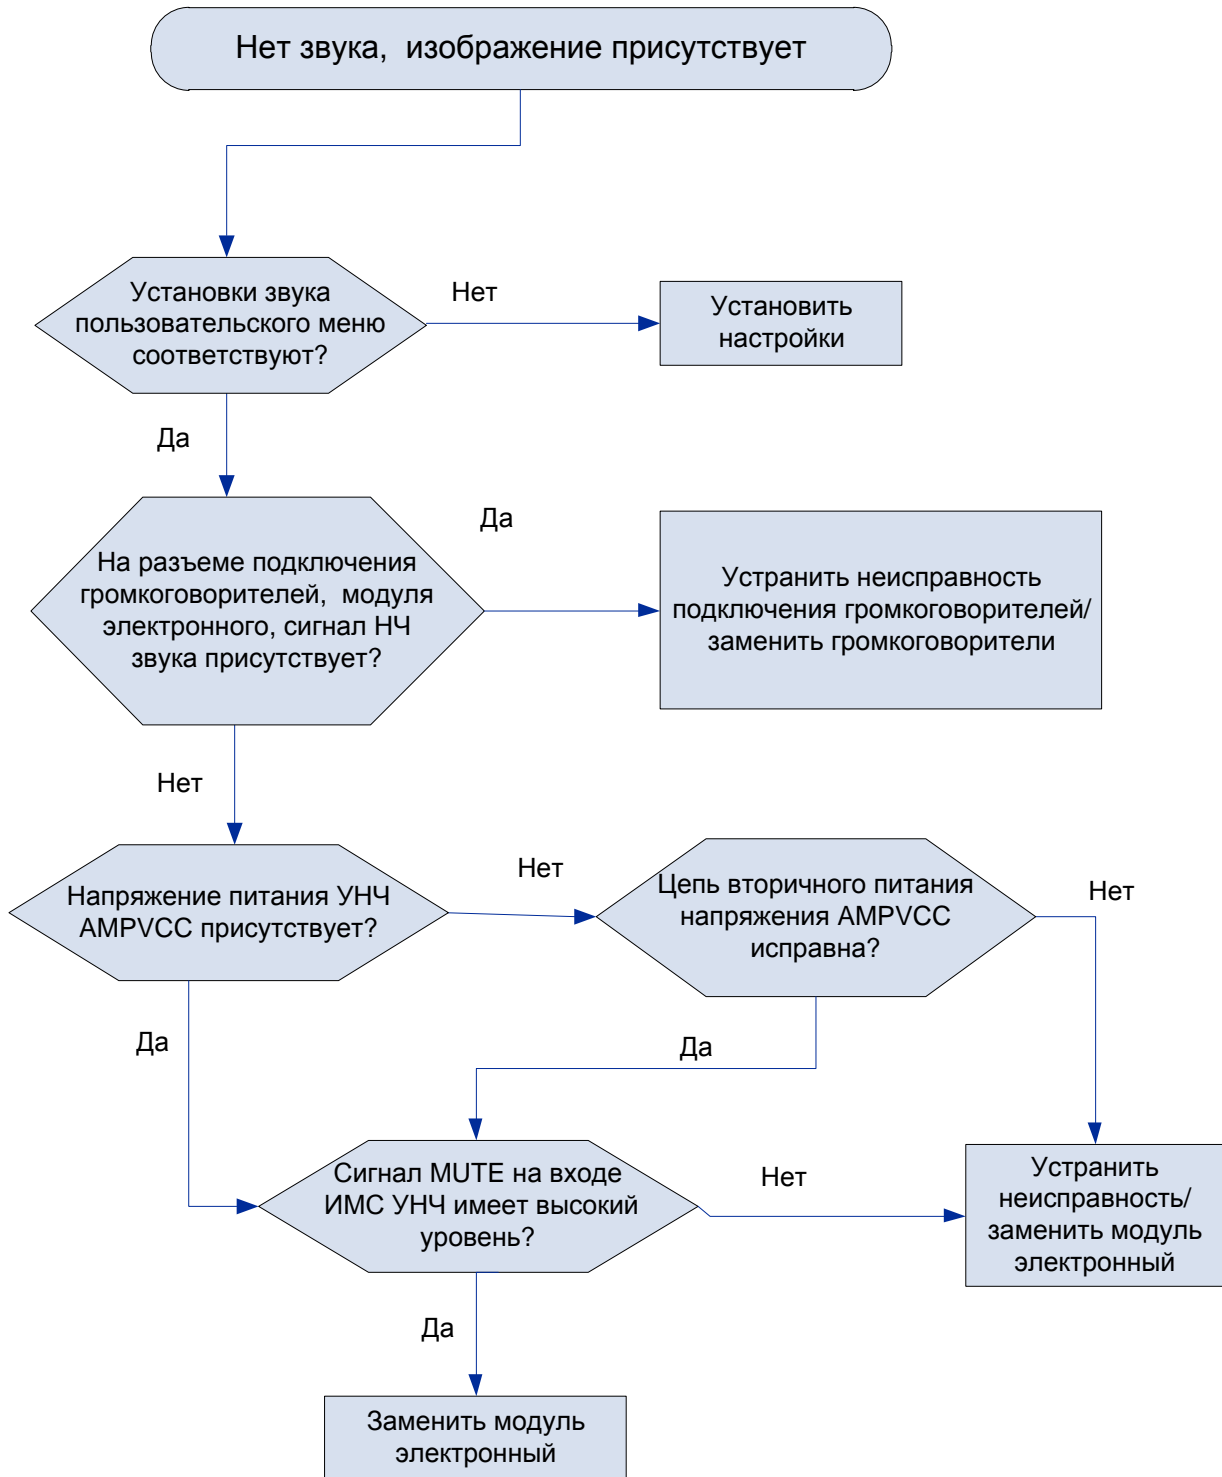 Нет звука,  изображение присутствует
Установки звука
пользовательского меню
соответствуют?
Нет
Установить
настройки
Да
На разъеме подключения
громкоговорителей,  модуля
электронного, сигнал НЧ
звука присутствует?
Да
Устранить неисправность
подключения громкоговорителей/
заменить громкоговорители
Нет
Напряжение питания УНЧ
AMPVCC присутствует?
Нет
Цепь вторичного питания
напряжения AMPVCC
исправна?
Нет
Да
Да
Сигнал MUTE на входе
ИМС УНЧ имеет высокий
уровень?
Нет
Устранить
неисправность/
заменить модуль
электронный
Да
Заменить модуль
электронный